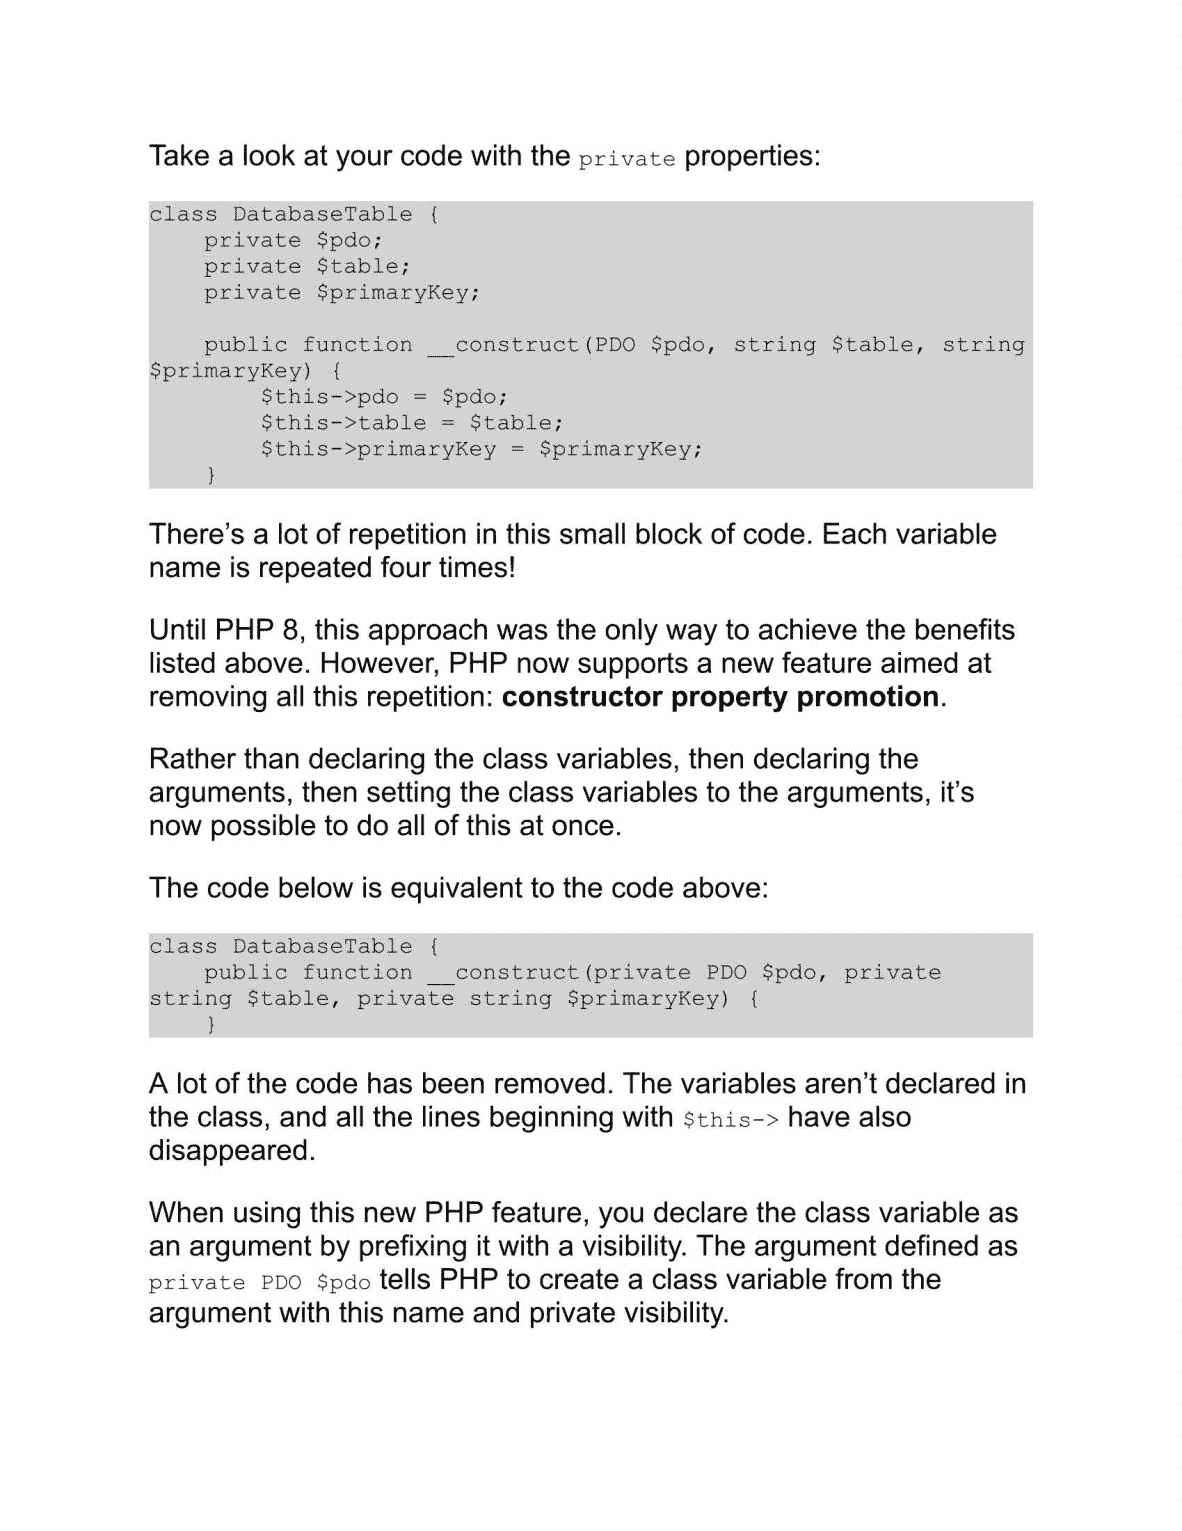 Take a look at your code with the private properties:
class DatabaseTable {
    private $pdo;
    private $table;
    private $primaryKey;
    public function __construct(PDO $pdo, string $table, string
$primaryKey) {
        $this->pdo = $pdo;
        $this->table = $table;
        $this->primaryKey = $primaryKey;
    }
There’s a lot of repetition in this small block of code. Each variable
name is repeated four times!
Until PHP 8, this approach was the only way to achieve the benefits
listed above. However, PHP now supports a new feature aimed at
removing all this repetition: constructor property promotion.
Rather than declaring the class variables, then declaring the
arguments, then setting the class variables to the arguments, it’s
now possible to do all of this at once.
The code below is equivalent to the code above:
class DatabaseTable {
    public function __construct(private PDO $pdo, private
string $table, private string $primaryKey) {
    }
A lot of the code has been removed. The variables aren’t declared in
the class, and all the lines beginning with $this-> have also
disappeared.
When using this new PHP feature, you declare the class variable as
an argument by prefixing it with a visibility. The argument defined as
private PDO $pdo tells PHP to create a class variable from the
argument with this name and private visibility.